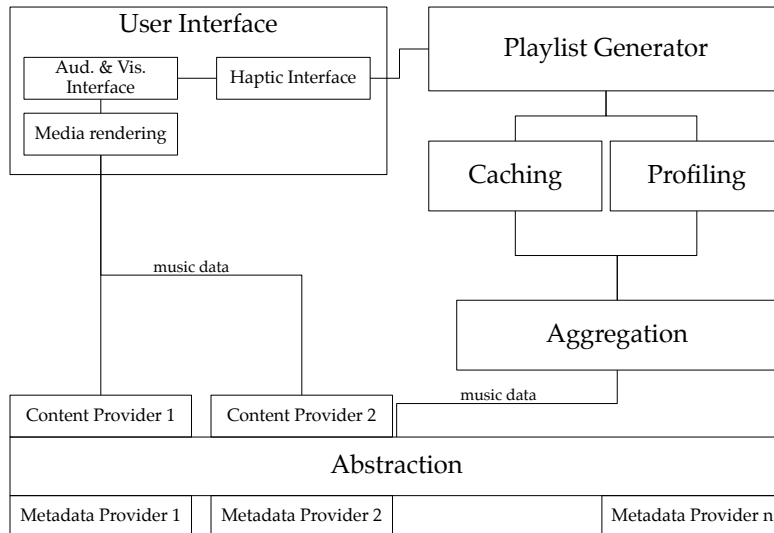 User Interface
Playlist Generator
Aud. & Vis.
Interface
Haptic Interface
Media rendering
Caching
Profiling
music data
Aggregation
music data
Content Provider 1
Content Provider 2
Abstraction
Metadata Provider 1
Metadata Provider 2
Metadata Provider n